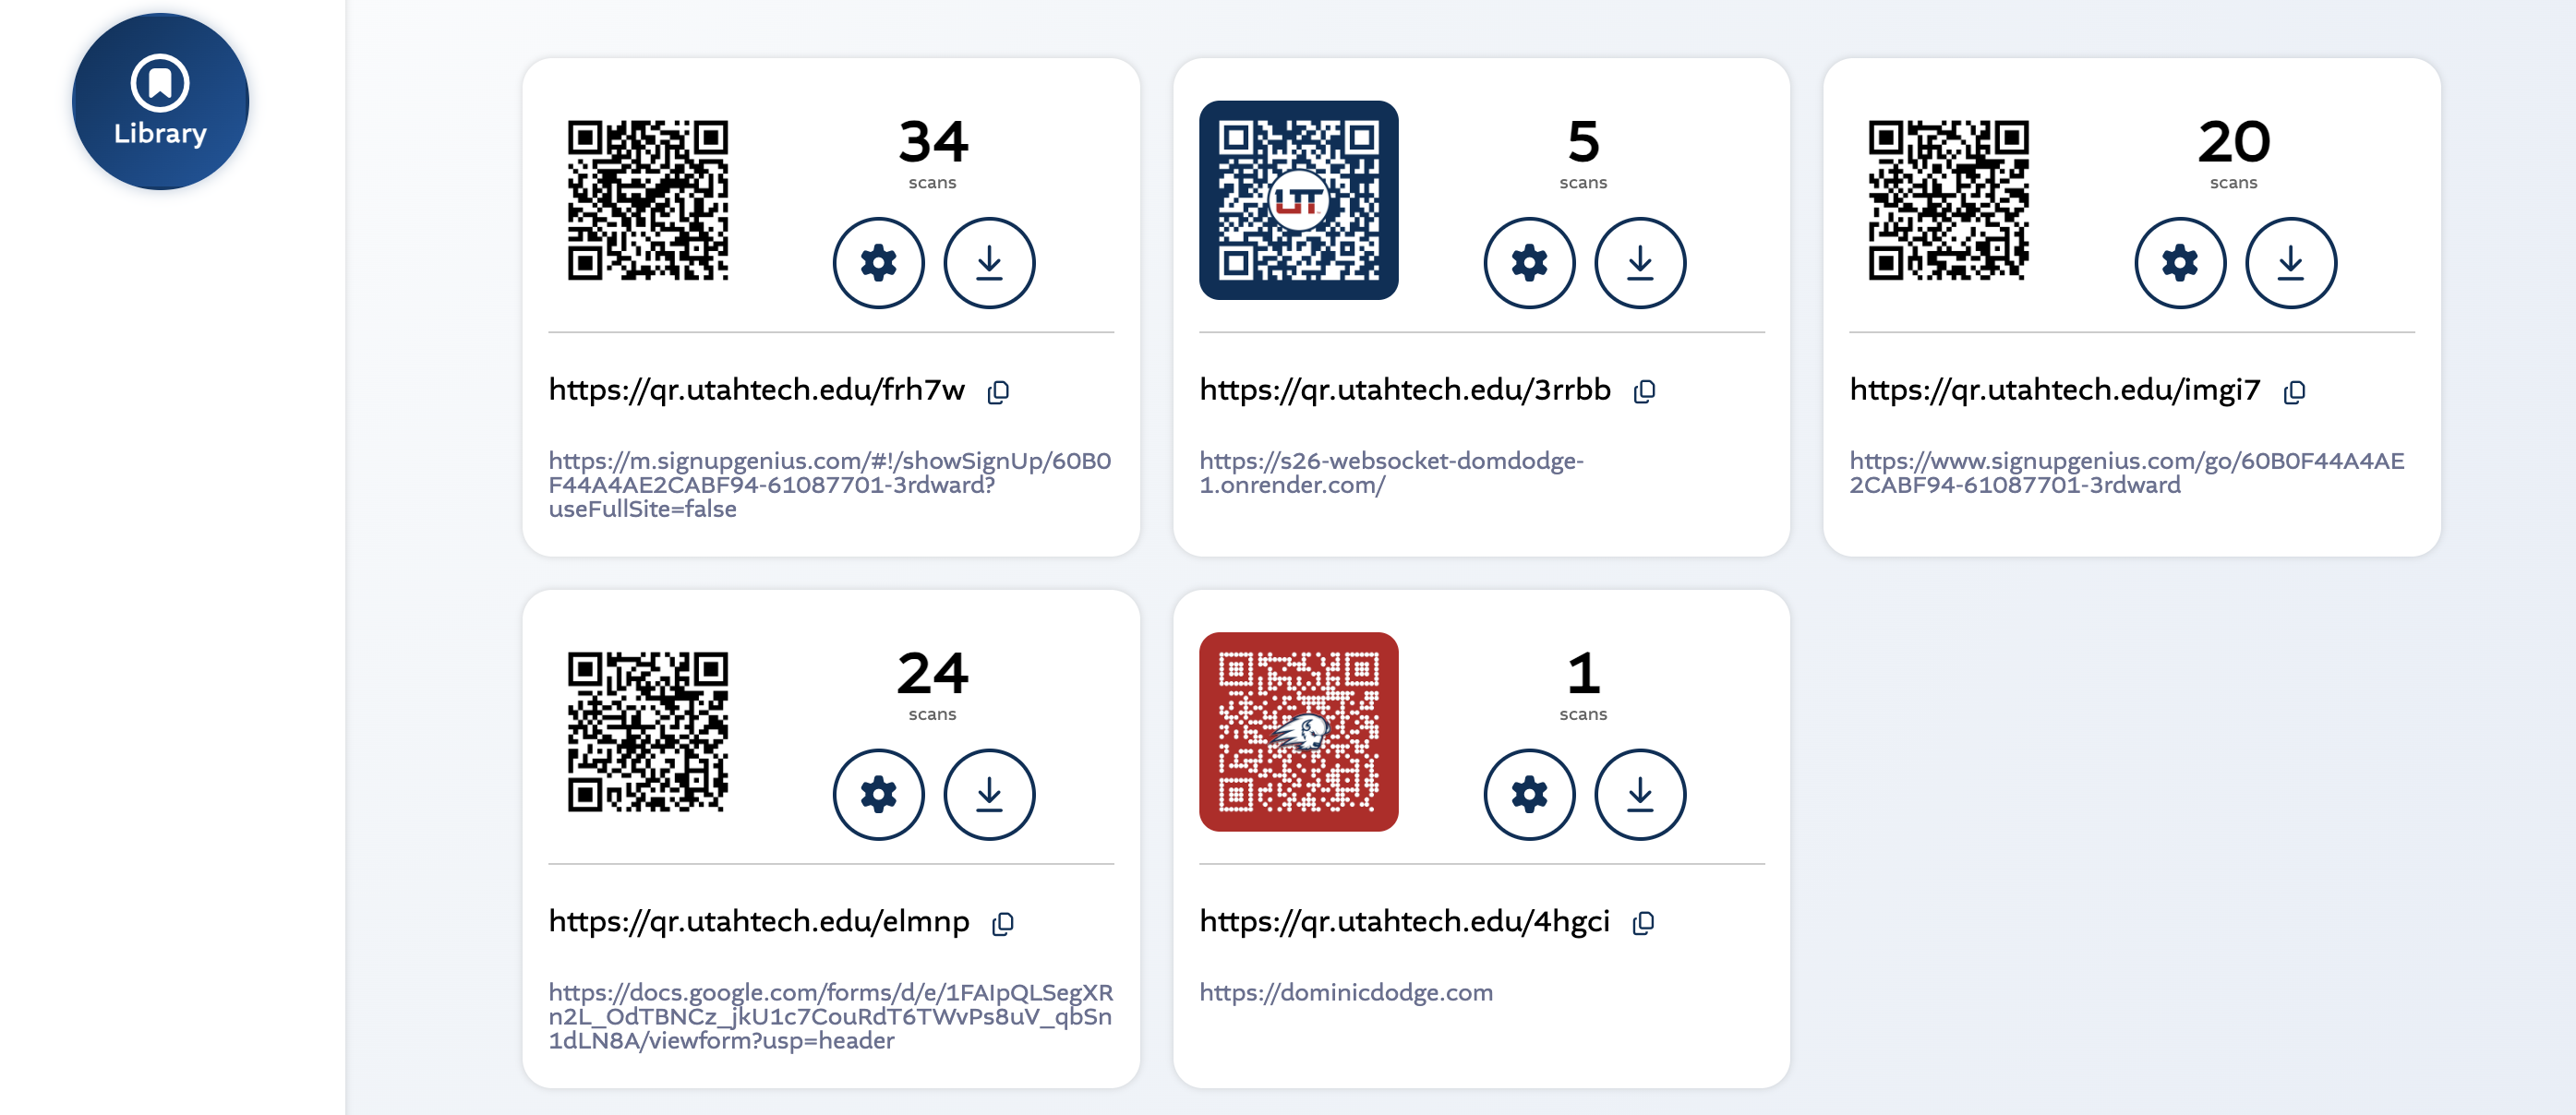 Library
34
scans
https://qr.utahtech.edu/frh7w
https://m.signupgenius.com/#!/showSignUp/60B0
F44A4AE2CABF94-61087701-3rdward?
useFullSite=false
UT
5
scans
https://qr.utahtech.edu/3rrbb
https://s26-websocket-domdodge-
1.onrender.com/
20
scans
https://qr.utahtech.edu/imgi7
https://www.signupgenius.com/go/60B0F44A4AE
2CABF94-61087701-3rdward
24
scans
https://qr.utahtech.edu/elmnp
https://docs.google.com/forms/d/e/1FAIpQLSegXR
n2L_OdTBNCz_jkU1c7CouRdT6TWvPs8uV_qbSn
1dLN8A/viewform?usp=header
1
scans
https://qr.utahtech.edu/4hgci
https://dominicdodge.com